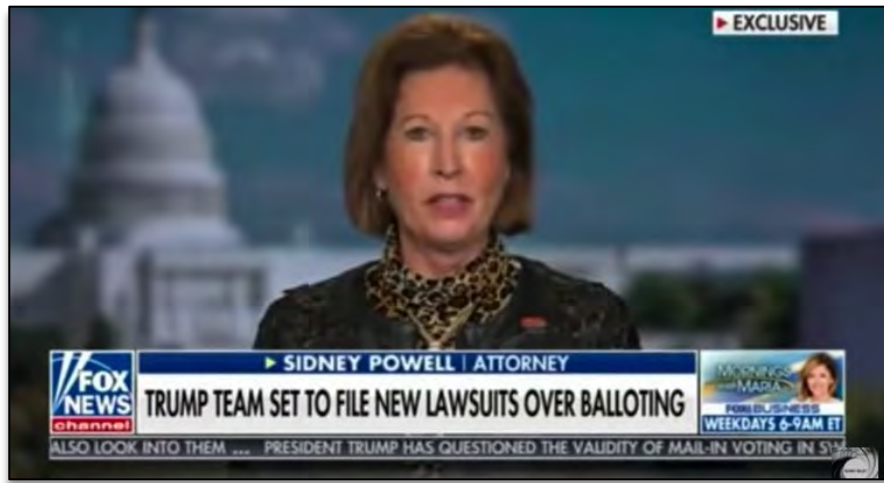 EXCLUSIVE
SIDNEY POWELL | ATTORNEY
FOX
NEWS
channel
TRUMP TEAM SET TO FILE NEW LAWSUITS OVER BALLOTING
MORNINGS
WITH MARIA
FOX BUSINESS
WEEKDAYS 6-9AM ET
ALSO LOOK INTO THEM ... PRESIDENT TRUMP HAS QUESTIONED THE VALIDITY OF MAIL-IN VOTING IN